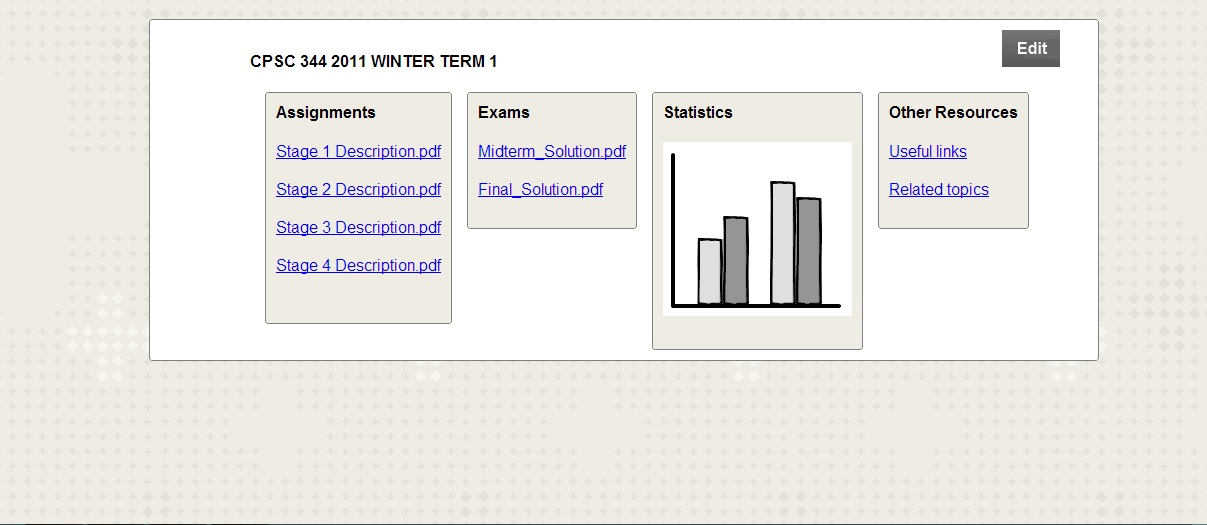 Edit
CPSC 344 2011 WINTER TERM 1
Assignments
Stage 1 Description.pdf
Stage 2 Description.pdf
Stage 3 Description.pdf
Stage 4 Description.pdf
Exams
Midterm_Solution.pdf
Final_Solution.pdf
Statistics
Other Resources
Useful links
Related topics